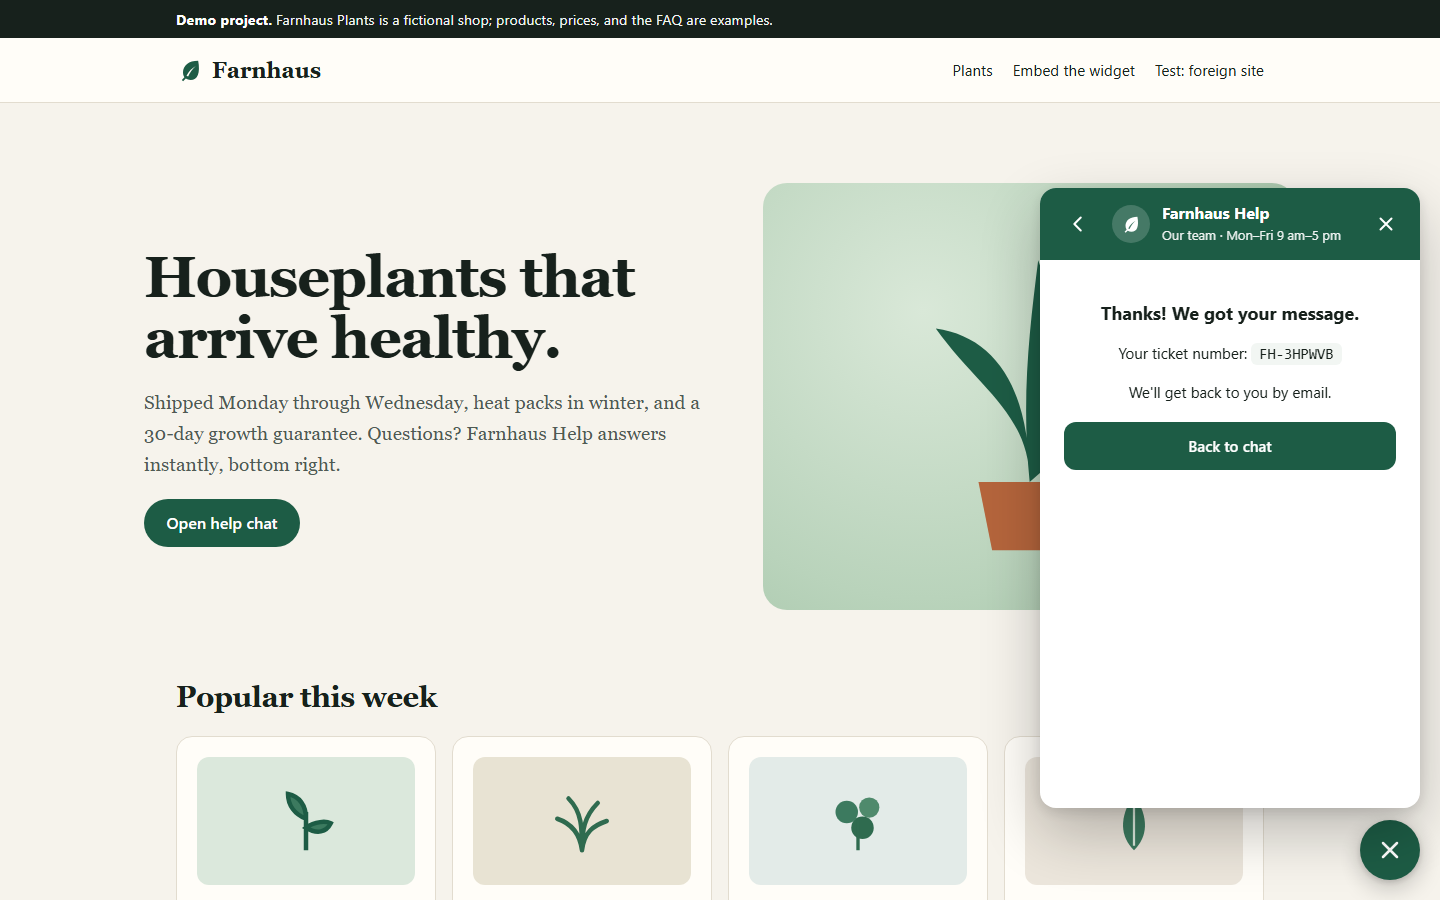 Demo project. Farnhaus Plants is a fictional shop; products, prices, and the FAQ are examples.
Farnhaus
Plants
Embed the widget
Test: foreign site
Houseplants that
arrive healthy.
Shipped Monday through Wednesday, heat packs in winter, and a
30-day growth guarantee. Questions? Farnhaus Help answers
instantly, bottom right.
Open help chat
Farnhaus Help
Our team · Mon–Fri 9 am–5 pm
Thanks! We got your message.
Your ticket number: FH-3HPWVB
We'll get back to you by email.
Back to chat
Popular this week